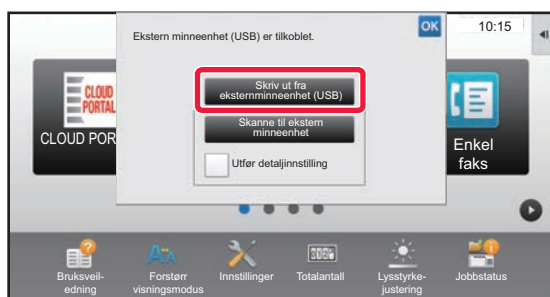 Ekstern minneenhet (USB) er tilkoblet.
OK
10:15
Skriv ut fra
eksternminneenhet (USB)
Skanne til ekstern
minneenhet
Utfør detaljinnstilling
CLOUD
PORTAL
CLOUD POR
Enkel
faks
Bruksveil-
edning
Forstørr
visningsmodus
Innstillinger
Totalantall
Lysstyrke-
justering
Jobbstatus